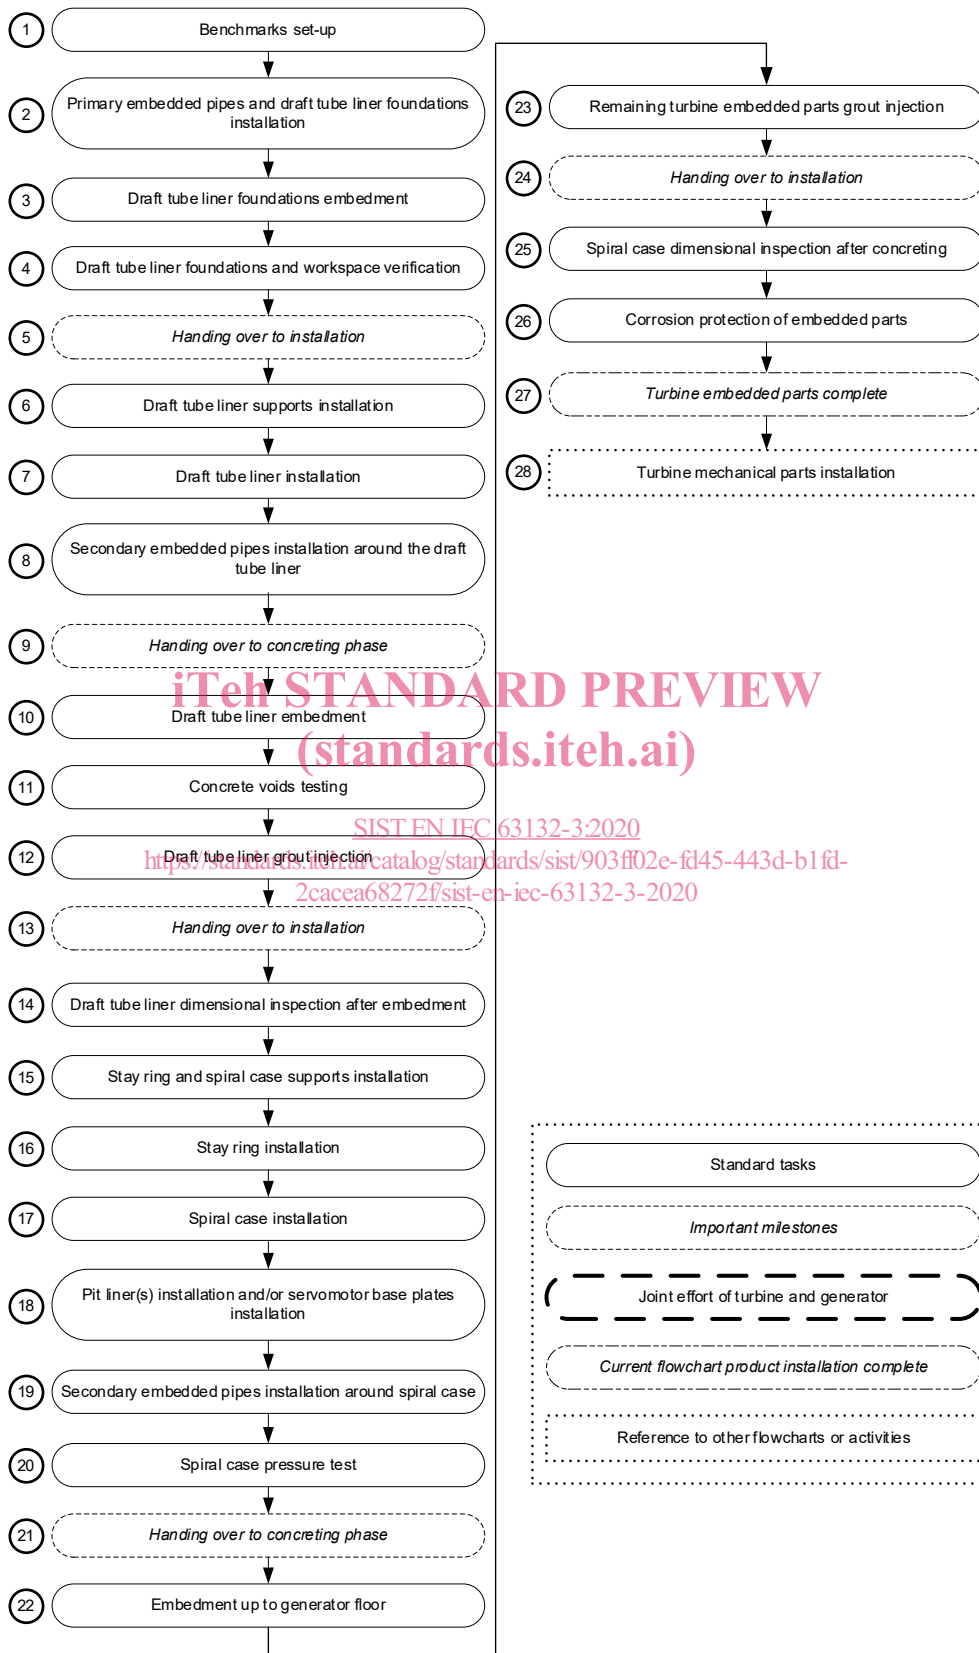 1
Benchmarks set-up
2
Primary embedded pipes and draft tube liner foundations
installation
3
Draft tube liner foundations embedment
4
Draft tube liner foundations and workspace verification
5
Handing over to installation
6
Draft tube liner supports installation
7
Draft tube liner installation
8
Secondary embedded pipes installation around the draft
tube liner
9
Handing over to concreting phase
10
Draft tube liner embedment
11
Concrete voids testing
12
Draft tube liner grout injection
13
Handing over to installation
14
Draft tube liner dimensional inspection after embedment
15
Stay ring and spiral case supports installation
16
Stay ring installation
17
Spiral case installation
18
Pit liner(s) installation and/or servomotor base plates
installation
19
Secondary embedded pipes installation around spiral case
20
Spiral case pressure test
21
Handing over to concreting phase
22
Embedment up to generator floor
23
Remaining turbine embedded parts grout injection
24
Handing over to installation
25
Spiral case dimensional inspection after concreting
26
Corrosion protection of embedded parts
27
Turbine embedded parts complete
28
Turbine mechanical parts installation
iTeh STANDARD PREVIEW
(standards.iteh.ai)
SIST EN IEC 63132-3:2020
https://standards.iteh.ai/catalog/standards/sist/903ff02e-fd45-443d-b1fd-
2cacea68272f/sist-en-iec-63132-3-2020
Standard tasks
Important milestones
Joint effort of turbine and generator
Current flowchart product installation complete
Reference to other flowcharts or activities